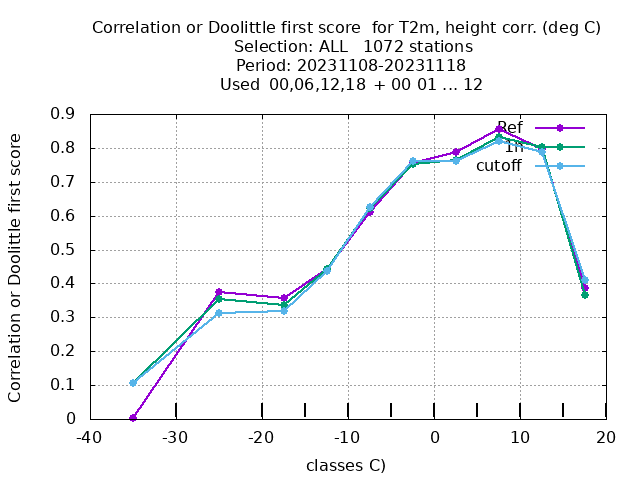 Correlation or Doolittle first score  for T2m, height corr. (deg C)
Selection: ALL   1072 stations
Period: 20231108-20231118
Used  00,06,12,18  + 00 01 ... 12
Correlation or Doolittle first score
0.9
0.8
0.7
0.6
0.5
0.4
0.3
0.2
0.1
0
Ref
1h
cutoff
-40 -30 -20 -10 0 10 20
classes C)